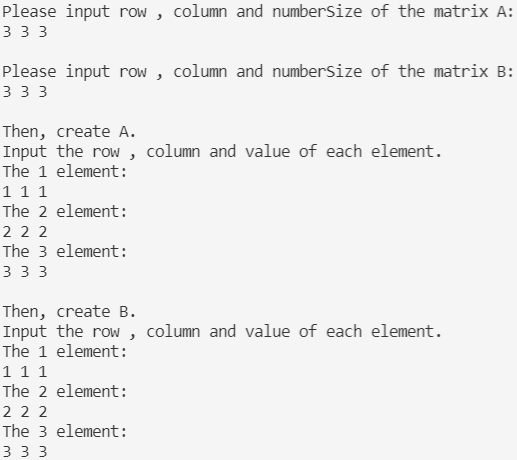 Please input row , column and numberSize of the matrix A:
3 3 3
Please input row , column and numberSize of the matrix B:
3 3 3
Then, create A.
Input the row , column and value of each element.
The 1 element:
1 1 1
The 2 element:
2 2 2
The 3 element:
3 3 3
Then, create B.
Input the row , column and value of each element.
The 1 element:
1 1 1
The 2 element:
2 2 2
The 3 element:
3 3 3